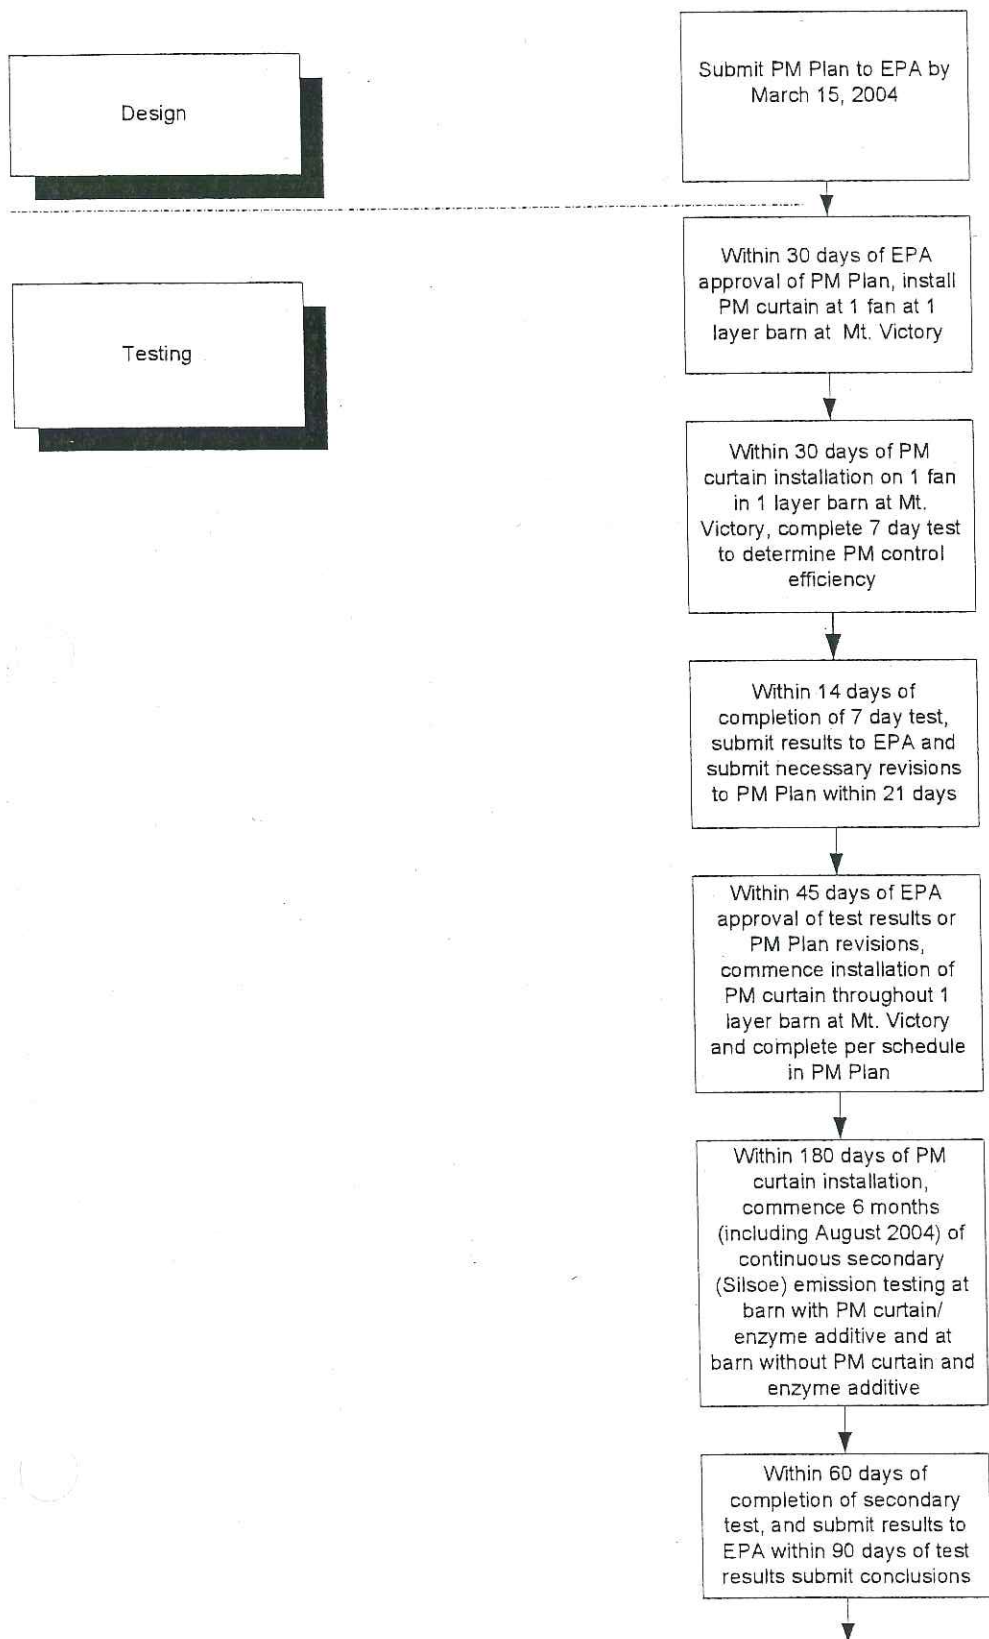 Design
Submit PM Plan to EPA by
March 15, 2004
Testing
Within 30 days of EPA
approval of PM Plan, install
PM curtain at 1 fan at 1
layer barn at Mt. Victory
Within 30 days of PM
curtain installation on 1 fan
in 1 layer barn at Mt.
Victory, complete 7 day test
to determine PM control
efficiency
Within 14 days of
completion of 7 day test,
submit results to EPA and
submit necessary revisions
to PM Plan within 21 days
Within 45 days of EPA
approval of test results or
PM Plan revisions,
commence installation of
PM curtain throughout 1
layer barn at Mt. Victory
and complete per schedule
in PM Plan
Within 180 days of PM
curtain installation,
commence 6 months
(including August 2004) of
continuous secondary
(Silsoe) emission testing at
barn with PM curtain/
enzyme additive and at
barn without PM curtain and
enzyme additive
Within 60 days of
completion of secondary
test, and submit results to
EPA within 90 days of test
results submit conclusions